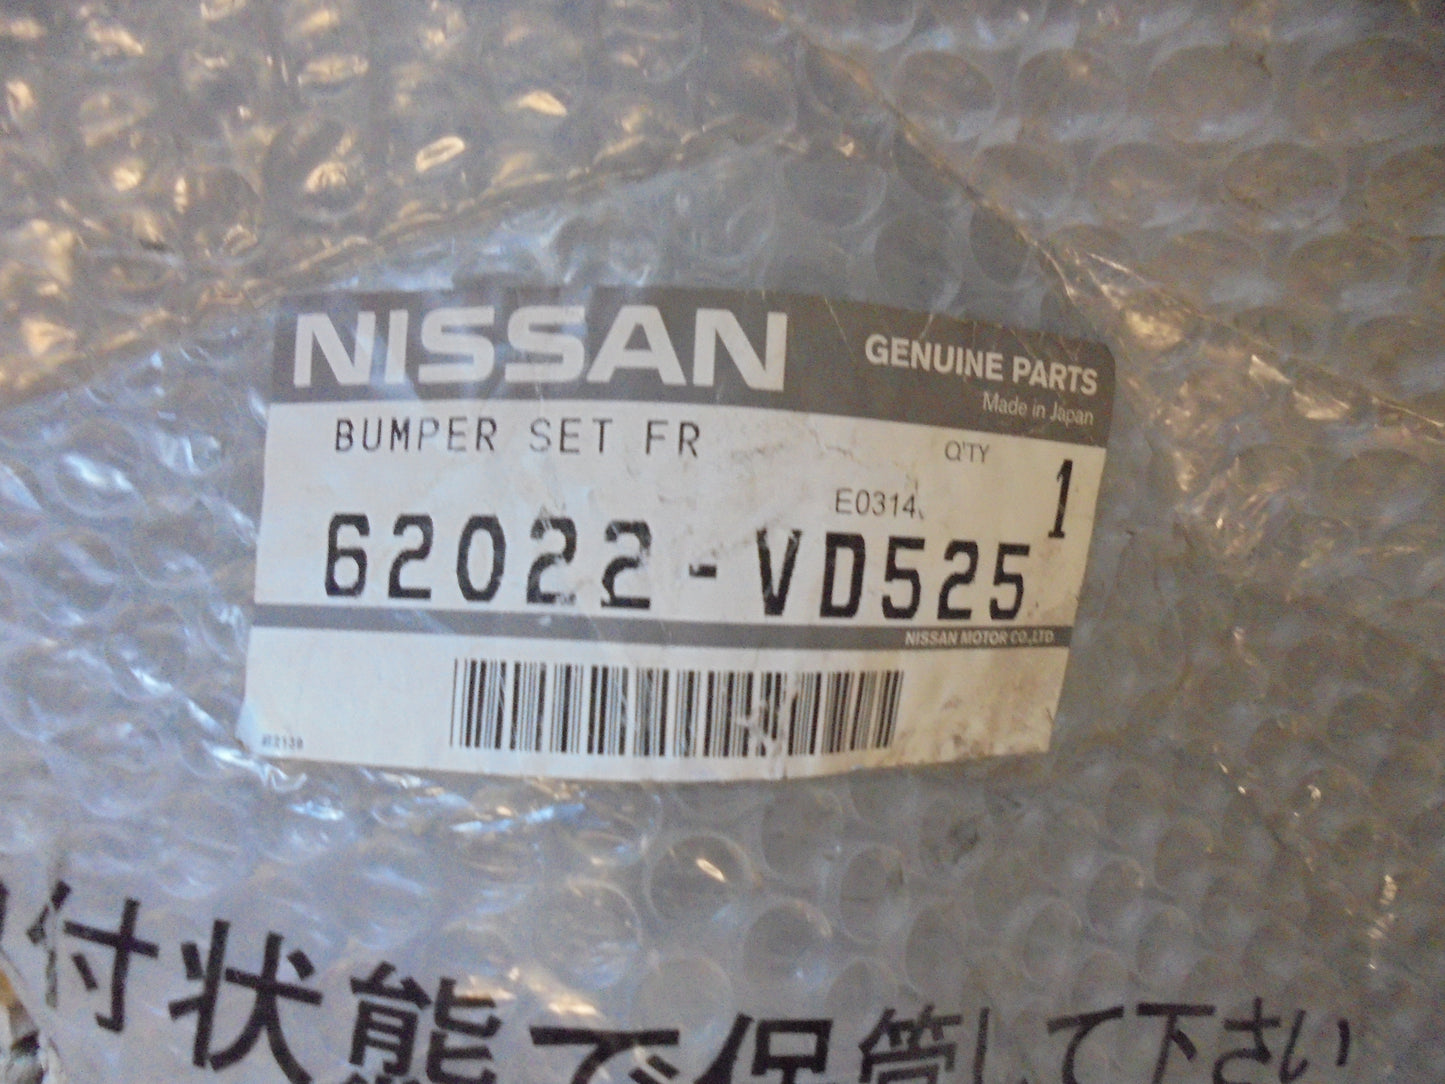 NISSAN
GENUINE PARTS
Made in Japan
BUMPER SET FR
Q'TY
1
E0314
62022-VD525
NISSAN MOTOR CO.,LTD
付状態で保管して下さい